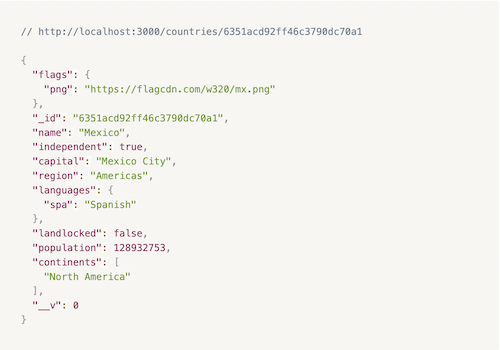 // http://localhost:3000/countries/6351acd92ff46c3790dc70a1
{
"flags": {
"png": "https://flagcdn.com/w320/mx.png"
},
"_id": "6351acd92ff46c3790dc70a1",
"name": "Mexico",
"independent": true,
"capital": "Mexico City",
"region": "Americas",
"languages": {
"spa": "Spanish"
},
"landlocked": false,
"population": 128932753,
"continents": [
"North America"
],
"__v": 0
}